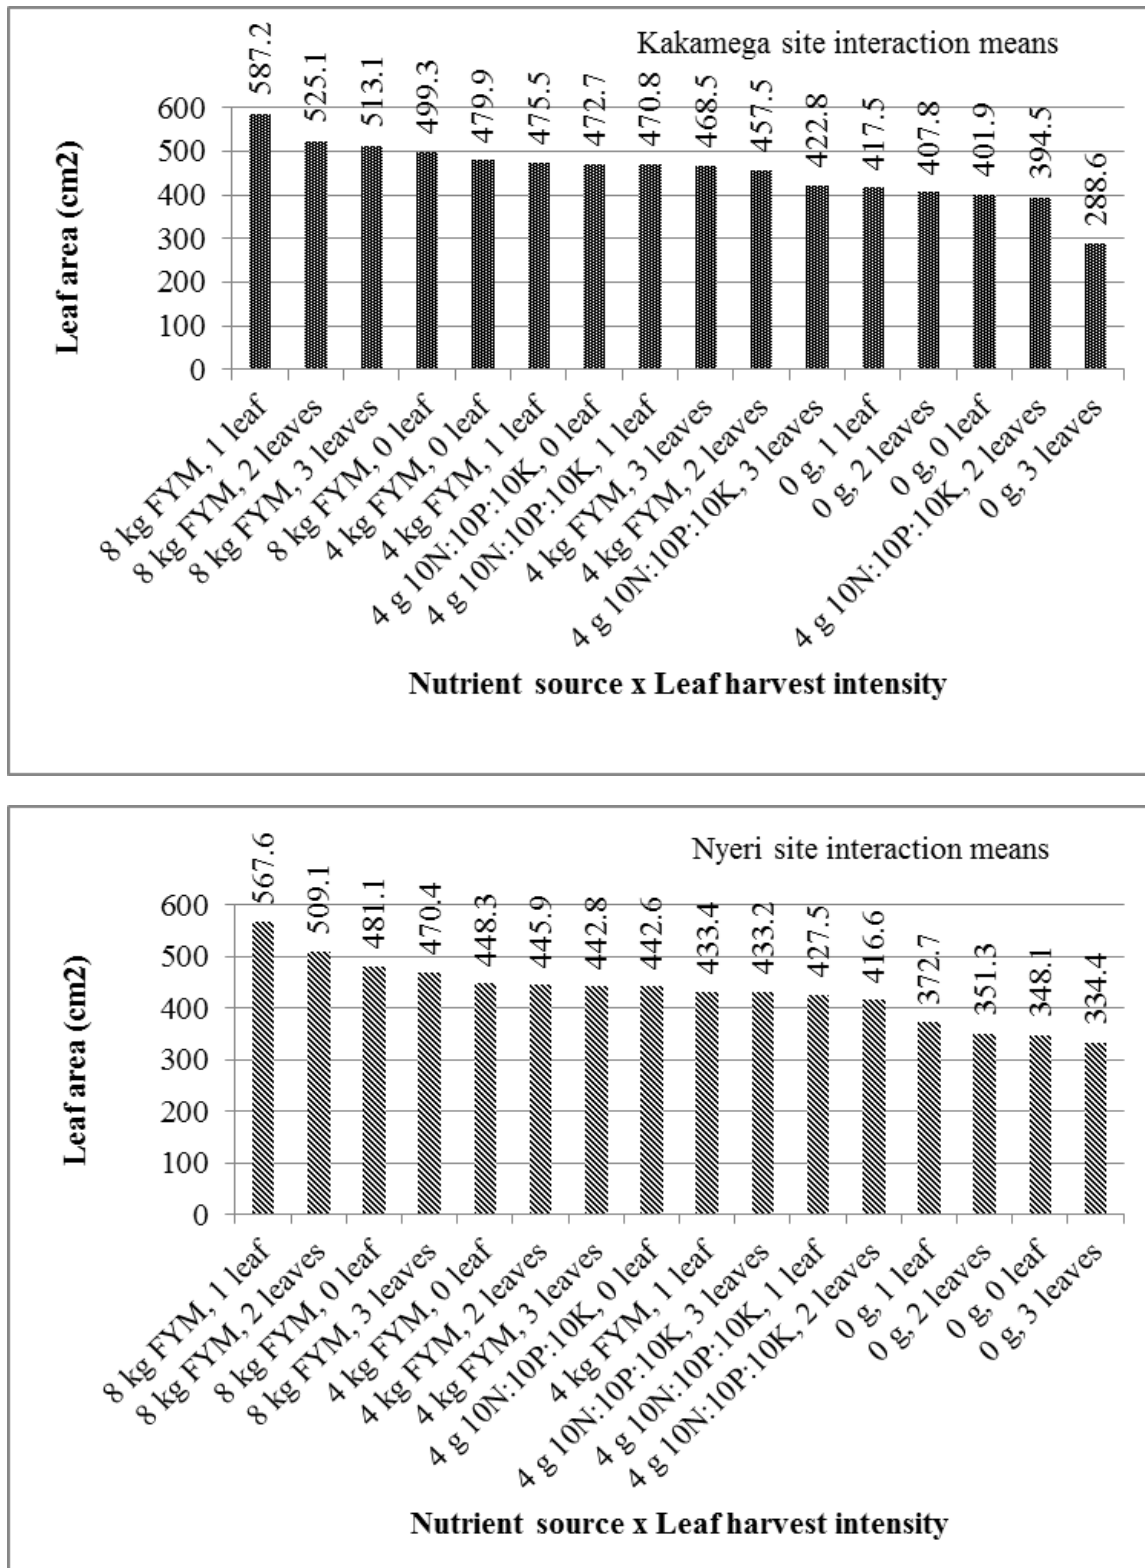 Kakamega site interaction means
587.2
525.1
513.1
499.3
479.9
475.5
472.7
470.8
468.5
457.5
422.8
417.5
407.8
401.9
394.5
288.6
Leaf area (cm2)
600
500
400
300
200
100
0
8 kg FYM, 1 leaf
8 kg FYM, 2 leaves
8 kg FYM, 3 leaves
8 kg FYM, 0 leaf
4 kg FYM, 0 leaf
4 kg FYM, 1 leaf
4 g 10N:10P:10K, 0 leaf
4 g 10N:10P:10K, 1 leaf
4 kg FYM, 3 leaves
4 kg FYM, 2 leaves
4 g 10N:10P:10K, 3 leaves
0 g, 1 leaf
0 g, 2 leaves
0 g, 0 leaf
4 g 10N:10P:10K, 2 leaves
0 g, 3 leaves
Nutrient source x Leaf harvest intensity
Nyeri site interaction means
567.6
509.1
481.1
470.4
448.3
445.9
442.8
442.6
433.4
433.2
427.5
416.6
372.7
351.3
348.1
334.4
Leaf area (cm2)
600
500
400
300
200
100
0
8 kg FYM, 1 leaf
8 kg FYM, 2 leaves
8 kg FYM, 0 leaf
8 kg FYM, 3 leaves
4 kg FYM, 0 leaf
4 kg FYM, 2 leaves
4 kg FYM, 3 leaves
4 g 10N:10P:10K, 0 leaf
4 kg FYM, 1 leaf
4 g 10N:10P:10K, 3 leaves
4 g 10N:10P:10K, 1 leaf
4 g 10N:10P:10K, 2 leaves
0 g, 1 leaf
0 g, 2 leaves
0 g, 0 leaf
0 g, 3 leaves
Nutrient source x Leaf harvest intensity